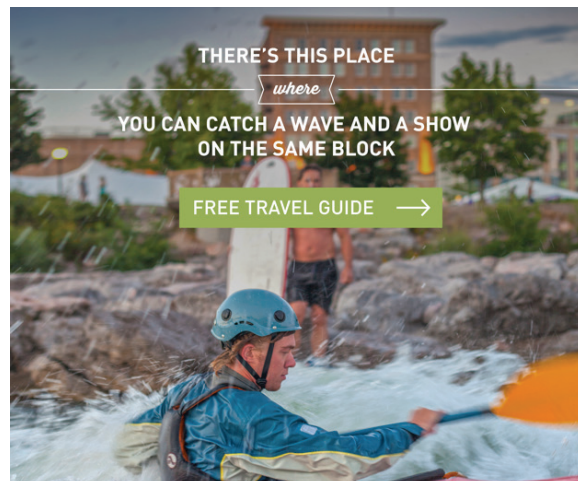 THERE'S THIS PLACE
where
YOU CAN CATCH A WAVE AND A SHOW
ON THE SAME BLOCK
FREE TRAVEL GUIDE